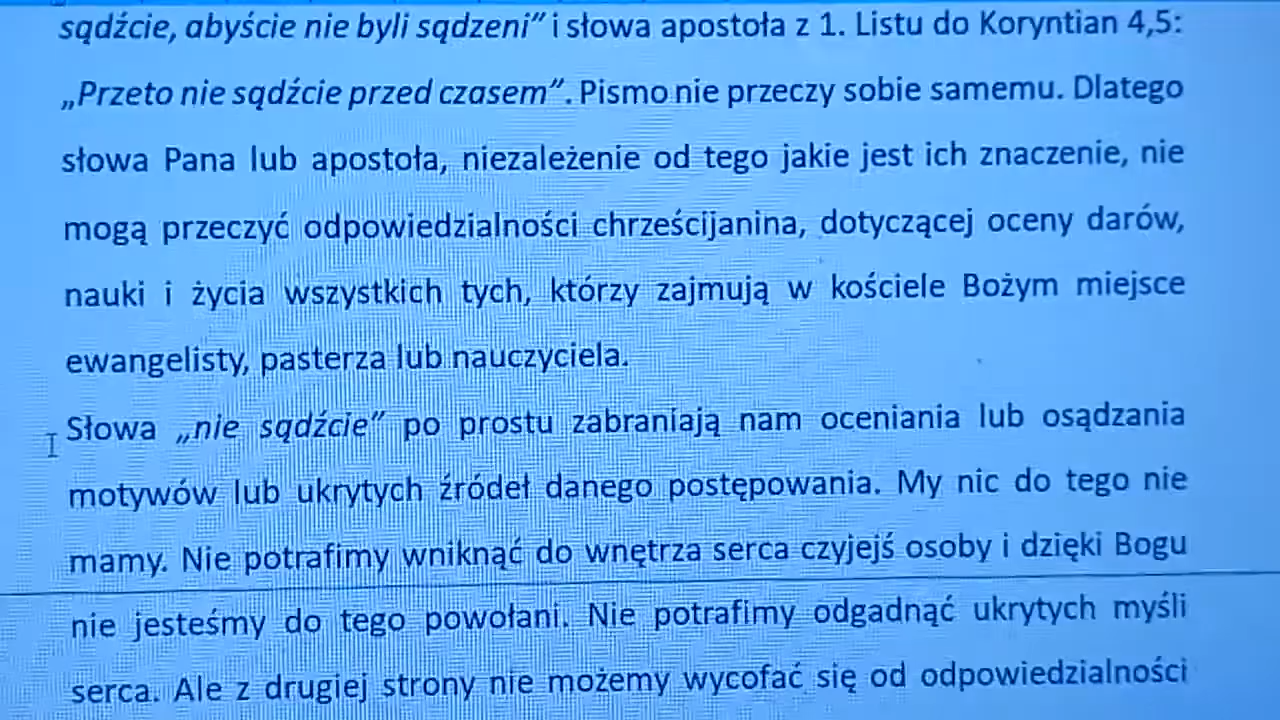 sądźcie, abyście nie byli sądzeni” i słowa apostoła z 1. Listu do Koryntian 4,5:
„Przeto nie sądźcie przed czasem”. Pismo nie przeczy sobie samemu. Dlatego
słowa Pana lub apostoła, niezależenie od tego jakie jest ich znaczenie, nie
mogą przeczyć odpowiedzialności chrześcijanina, dotyczącej oceny darów,
nauki i życia wszystkich tych, którzy zajmują w kościele Bożym miejsce
ewangelisty, pasterza lub nauczyciela.
Słowa „nie sądźcie” po prostu zabraniają nam oceniania lub osądzania
motywów lub ukrytych źródeł danego postępowania. My nic do tego nie
mamy. Nie potrafimy wniknąć do wnętrza serca czyjejś osoby i dzięki Bogu
nie jesteśmy do tego powołani. Nie potrafimy odgadnąć ukrytych myśli
serca. Ale z drugiej strony nie możemy wycofać się od odpowiedzialności